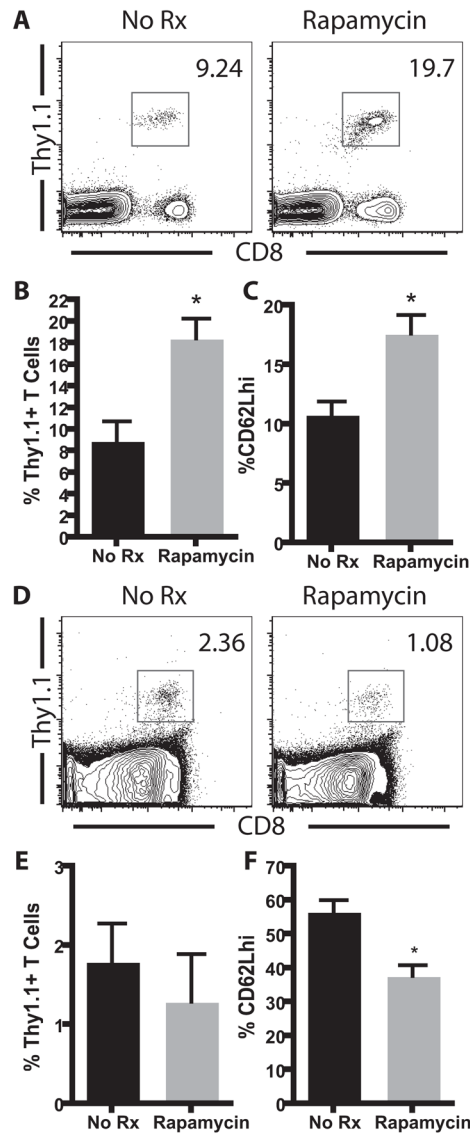 A No Rx Rapamycin
Thy1.1
9.24
19.7
CD8
B
% Thy1.1+ T Cells
22
20
18
16
14
12
10
8
6
4
2
0
*
No Rx Rapamycin
C
%CD62Lhi
20
15
10
5
0
*
No Rx Rapamycin
D No Rx Rapamycin
Thy1.1
2.36
1.08
CD8
E
% Thy1.1+ T Cells
3
2
1
0
No Rx Rapamycin
F
% CD62Lhi
70
60
50
40
30
20
10
0
*
No Rx Rapamycin